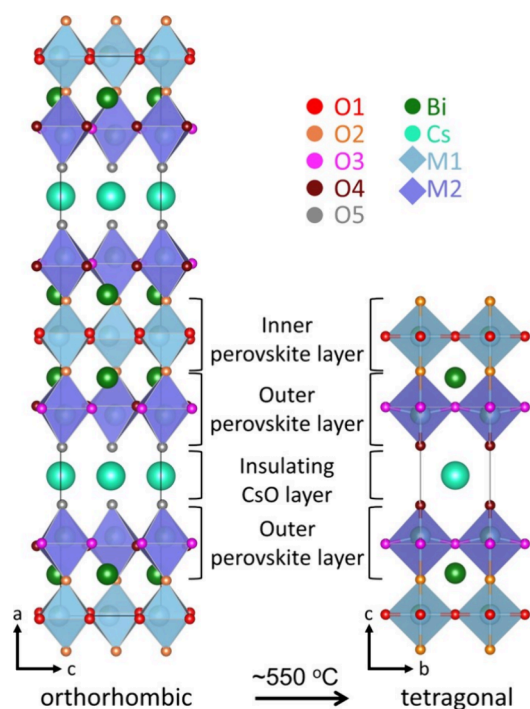 O1
O2
O3
O4
O5
Bi
Cs
M1
M2
Inner
perovskite layer
Outer
perovskite layer
Insulating
CsO layer
Outer
perovskite layer
a
c
c
b
orthorhombic
~550 °C
tetragonal